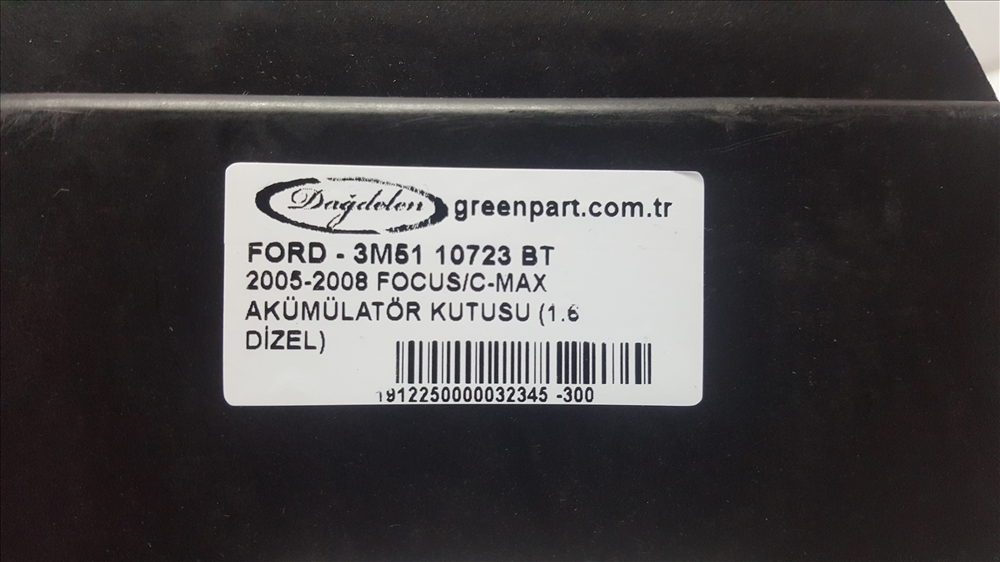 Dağdelen greenpart.com.tr
FORD - 3M51 10723 BT
2005-2008 FOCUS/C-MAX
AKÜMÜLATÖR KUTUSU (1.6
DİZEL)
1912250000032345 -300